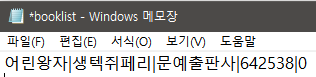 *booklist - Windows 메모장
파일(F) 편집(E) 서식(O) 보기(V) 도움말
어린왕자|생텍쥐페리|문예출판사|642538|0